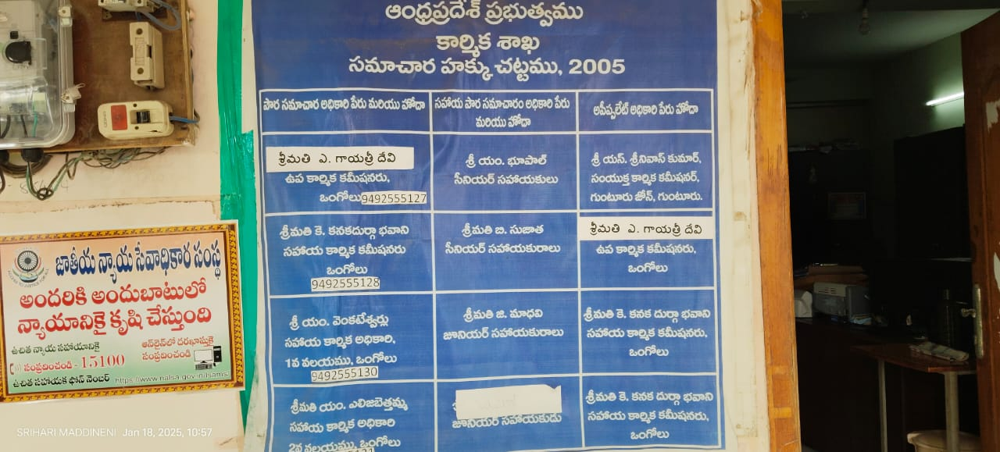 ఆంధ్రప్రదేశ్ ప్రభుత్వము
కార్మిక శాఖ
సమాచార హక్కు చట్టము, 2005
పౌర సమాచార అధికారి పేరు మరియు హోదా
సహాయ పౌర సమాచారం అధికారి పేరు
మరియు హోదా
అపీప్పలేట్ అధికారి పేరు హోదా
శ్రీమతి ఎ. గాయత్రీ దేవి
ఉప కార్మిక కమీషనరు,
ఒంగోలు 9492555127
శ్రీ యం. భూపాల్
సీనియర్ సహాయకులు
శ్రీ యస్. శ్రీనివాస్ కుమార్,
సంయుక్త కార్మిక కమీషనర్,
గుంటూరు జోన్, గుంటూరు.
శ్రీమతి కె. కనకదుర్గా భవాని
సహాయ కార్మిక కమీషనరు
ఒంగోలు
9492555128
శ్రీమతి బి. సుజాత
సీనియర్ సహాయకురాలు
శ్రీమతి ఎ. గాయత్రీ దేవి
ఉప కార్మిక కమీషనరు,
ఒంగోలు
శ్రీ యం. వెంకటేశ్వర్లు
సహాయ కార్మిక అధికారి,
1వ వలయము, ఒంగోలు
9492555130
శ్రీమతి జి. మాధవి
జూనియర్ సహాయకురాలు
శ్రీమతి కె. కనక దుర్గా భవాని
సహాయ కార్మిక కమీషనరు,
ఒంగోలు
శ్రీమతి యం. ఎలిజబెత్తమ్మ
సహాయ కార్మిక అధికారి
2వ వలయము, ఒంగోలు
జూనియర్ సహాయకుడు
శ్రీమతి కె. కనక దుర్గా భవాని
సహాయ కార్మిక కమీషనరు,
ఒంగోలు
జాతీయ న్యాయ సేవాధికార సంస్థ
అందరికి అందుబాటులో
న్యాయానికై కృషి చేస్తుంది
ఉచిత న్యాయ సహాయానికై
సంప్రదించండి - 15100
ఉచిత సహాయక ఫోన్ నెంబర్
ఆన్‌లైన్‌లో దరఖాస్తుకై
సంప్రదించండి
https://www.nalsa.gov.in/lsams/
SRIHARI MADDINENI Jan 18, 2025, 10:57